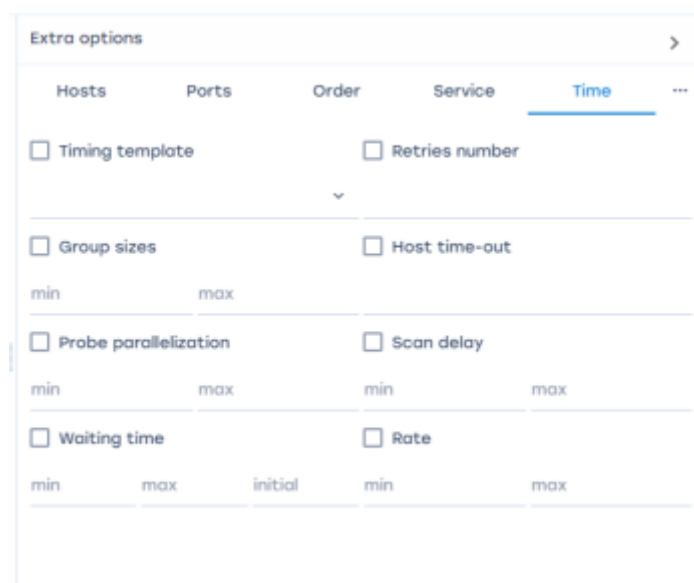 Extra options
Hosts Ports Order Service Time ...
Timing template Retries number
Group sizes Host time-out
min max
Probe parallelization Scan delay
min max min max
Waiting time Rate
min max initial min max